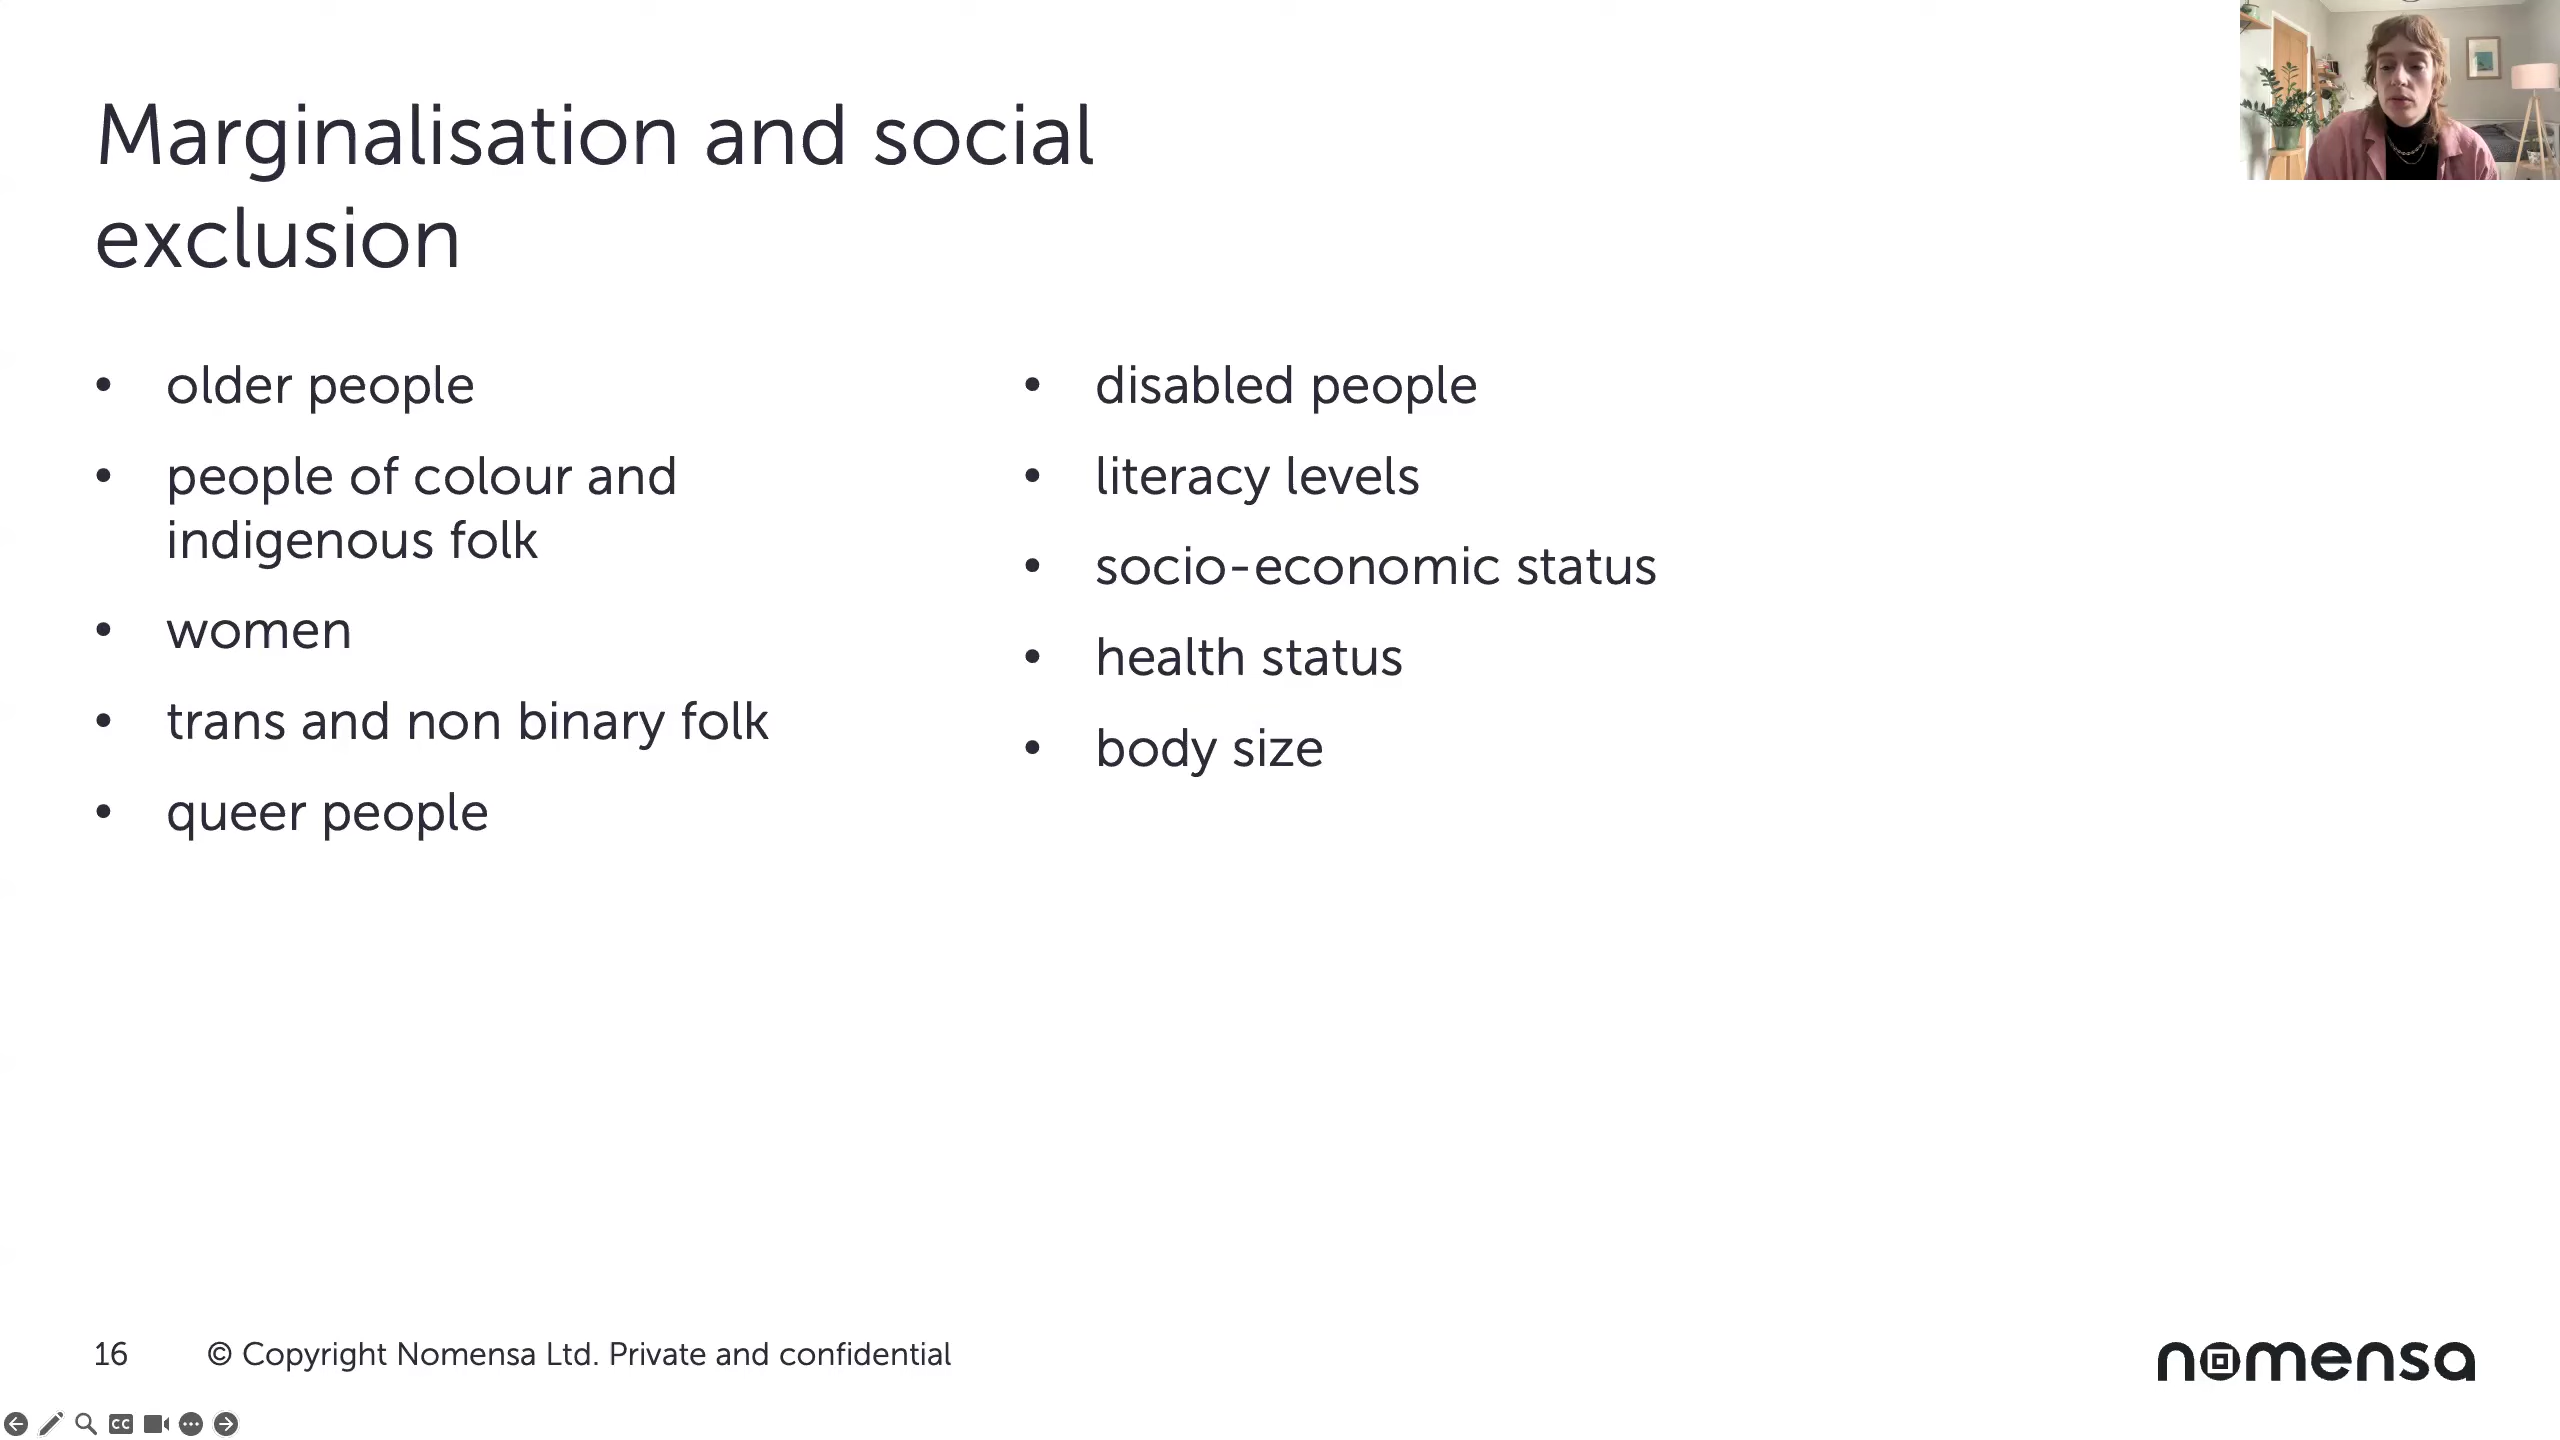 Marginalisation and social
exclusion
• older people
• people of colour and
indigenous folk
• women
• trans and non binary folk
• queer people
• disabled people
• literacy levels
• socio-economic status
• health status
• body size
16 © Copyright Nomensa Ltd. Private and confidential
nomensa
CC